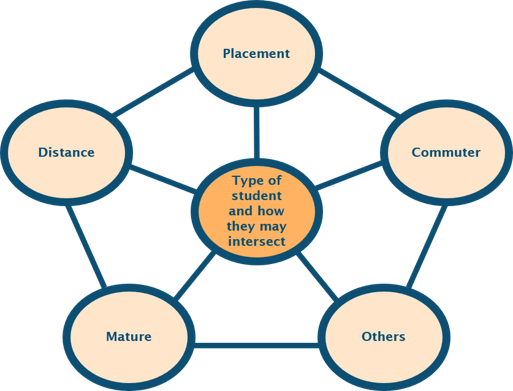 Placement
Distance
Commuter
Type of
student
and how
they may
intersect
Mature
Others